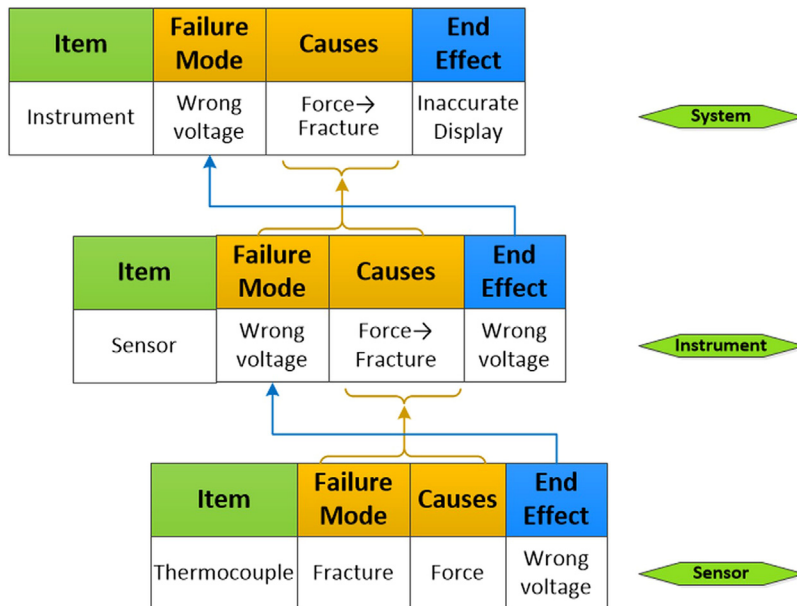 Item
Failure
Mode
Causes
End
Effect
Instrument
Wrong
voltage
Force→
Fracture
Inaccurate
Display
System
Item
Failure
Mode
Causes
End
Effect
Sensor
Wrong
voltage
Force→
Fracture
Wrong
voltage
Instrument
Item
Failure
Mode
Causes
End
Effect
Thermocouple
Fracture
Force
Wrong
voltage
Sensor